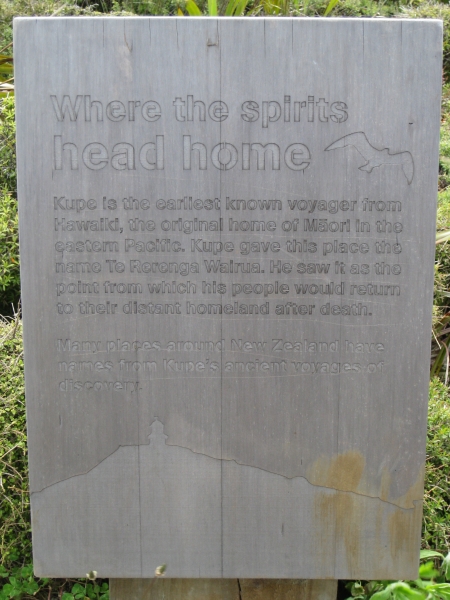 Where the spirits
head home
Kupe is the earliest known voyager from
Hawaiki, the original home of Māori in the
eastern Pacific. Kupe gave this place the
name Te Rerenga Wairua. He saw it as the
point from which his people would return
to their distant homeland after death.
Many places around New Zealand have
names from Kupe's ancient voyages of
discovery.